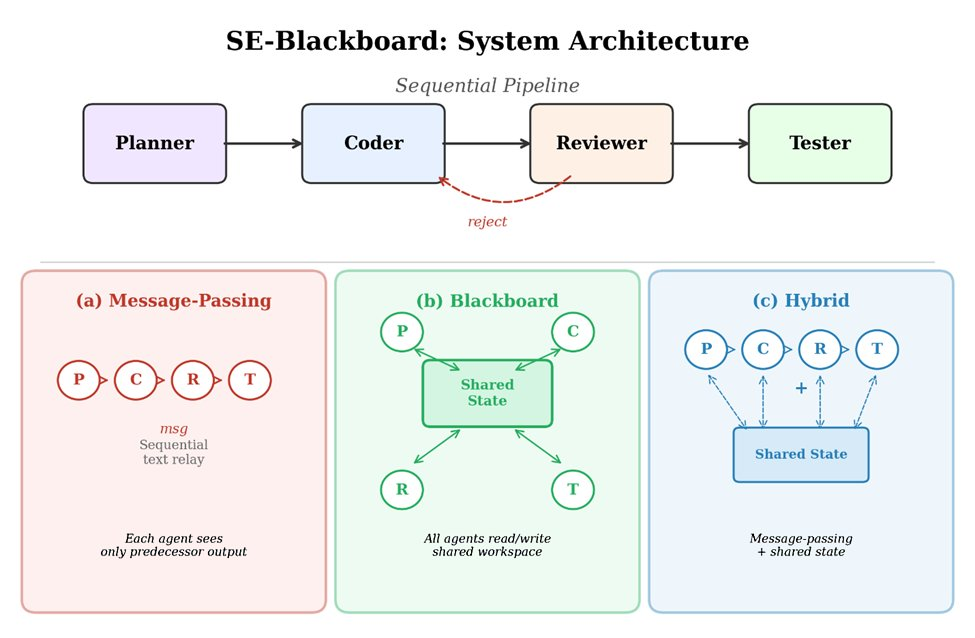 SE-Blackboard: System Architecture
Sequential Pipeline
Planner
Coder
Reviewer
Tester
reject
(a) Message-Passing
P
C
R
T
msg
Sequential
text relay
Each agent sees
only predecessor output
(b) Blackboard
P
C
Shared
State
R
T
All agents read/write
shared workspace
(c) Hybrid
P
C
R
T
+
Shared State
Message-passing
+ shared state